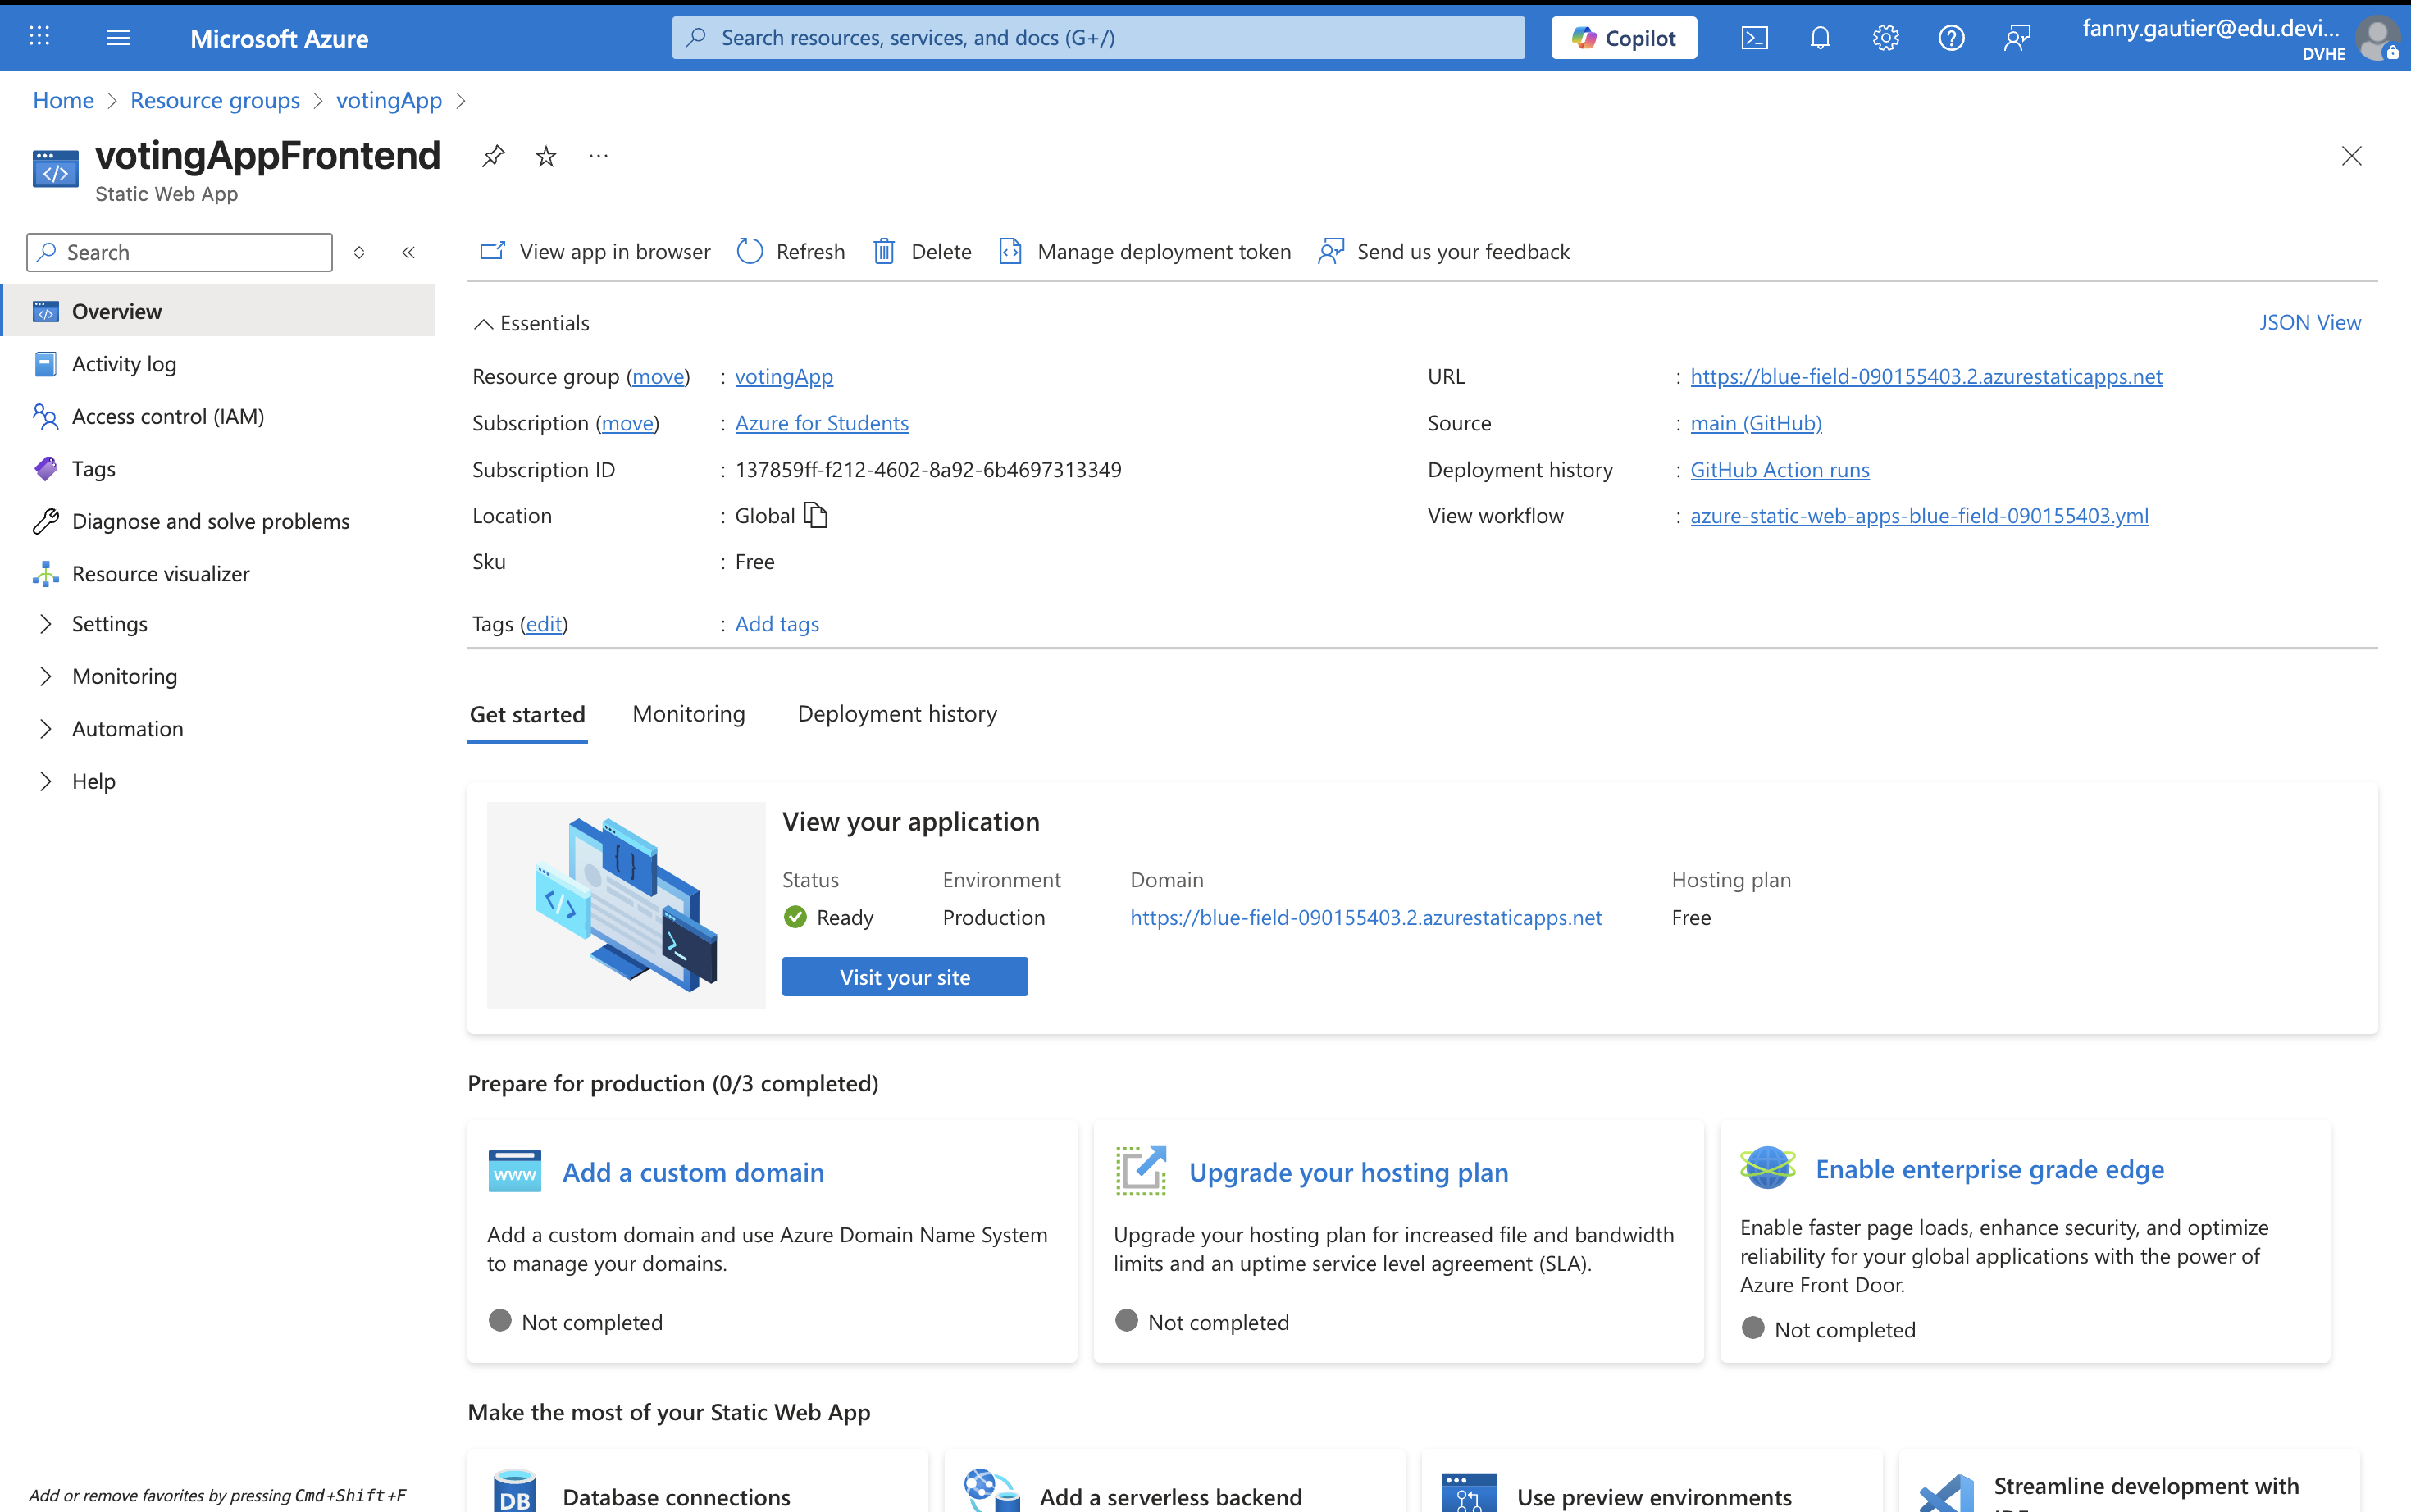 Microsoft Azure
Search resources, services, and docs (G+/)
Copilot
fanny.gautier@edu.devi...
DVHE
Home > Resource groups > votingApp >
votingAppFrontend
Static Web App
Search
Overview
Activity log
Access control (IAM)
Tags
Diagnose and solve problems
Resource visualizer
Settings
Monitoring
Automation
Help
Add or remove favorites by pressing Cmd+Shift+F
View app in browser Refresh Delete Manage deployment token Send us your feedback
Essentials
JSON View
Resource group (move) : votingApp
Subscription (move) : Azure for Students
Subscription ID : 137859ff-f212-4602-8a92-6b4697313349
Location : Global
Sku : Free
Tags (edit) : Add tags
URL : https://blue-field-090155403.2.azurestaticapps.net
Source : main (GitHub)
Deployment history : GitHub Action runs
View workflow : azure-static-web-apps-blue-field-090155403.yml
Get started Monitoring Deployment history
View your application
Status Environment Domain Hosting plan
Ready Production https://blue-field-090155403.2.azurestaticapps.net Free
Visit your site
Prepare for production (0/3 completed)
www
Add a custom domain
Add a custom domain and use Azure Domain Name System
to manage your domains.
Not completed
Upgrade your hosting plan
Upgrade your hosting plan for increased file and bandwidth
limits and an uptime service level agreement (SLA).
Not completed
Enable enterprise grade edge
Enable faster page loads, enhance security, and optimize
reliability for your global applications with the power of
Azure Front Door.
Not completed
Make the most of your Static Web App
DB
Database connections
Add a serverless backend
Use preview environments
Streamline development with